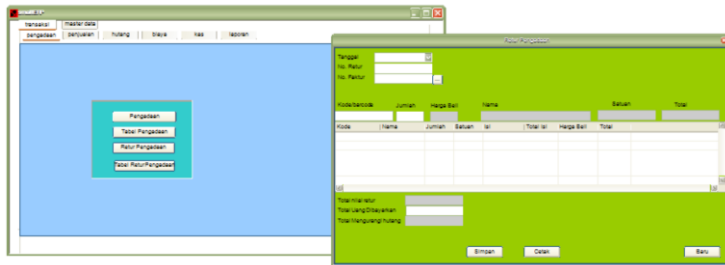 transaksi master data
pengadaan penjualan hutang biaya kas laporan
Pengadaan
Tabel Pengadaan
Retur Pengadaan
Tabel Retur Pengadaan
Retur Pengadaan
Tanggal
No. Retur
No. Faktur
...
Kode/barcode Jumlah Harga Beli Nama Satuan Total
Kode Nama Jumlah Satuan Isi Total Isi Harga Beli Total
Total Nilai retur
Total Uang Dibayarkan
Total Mengurangi hutang
Simpan Cetak Baru